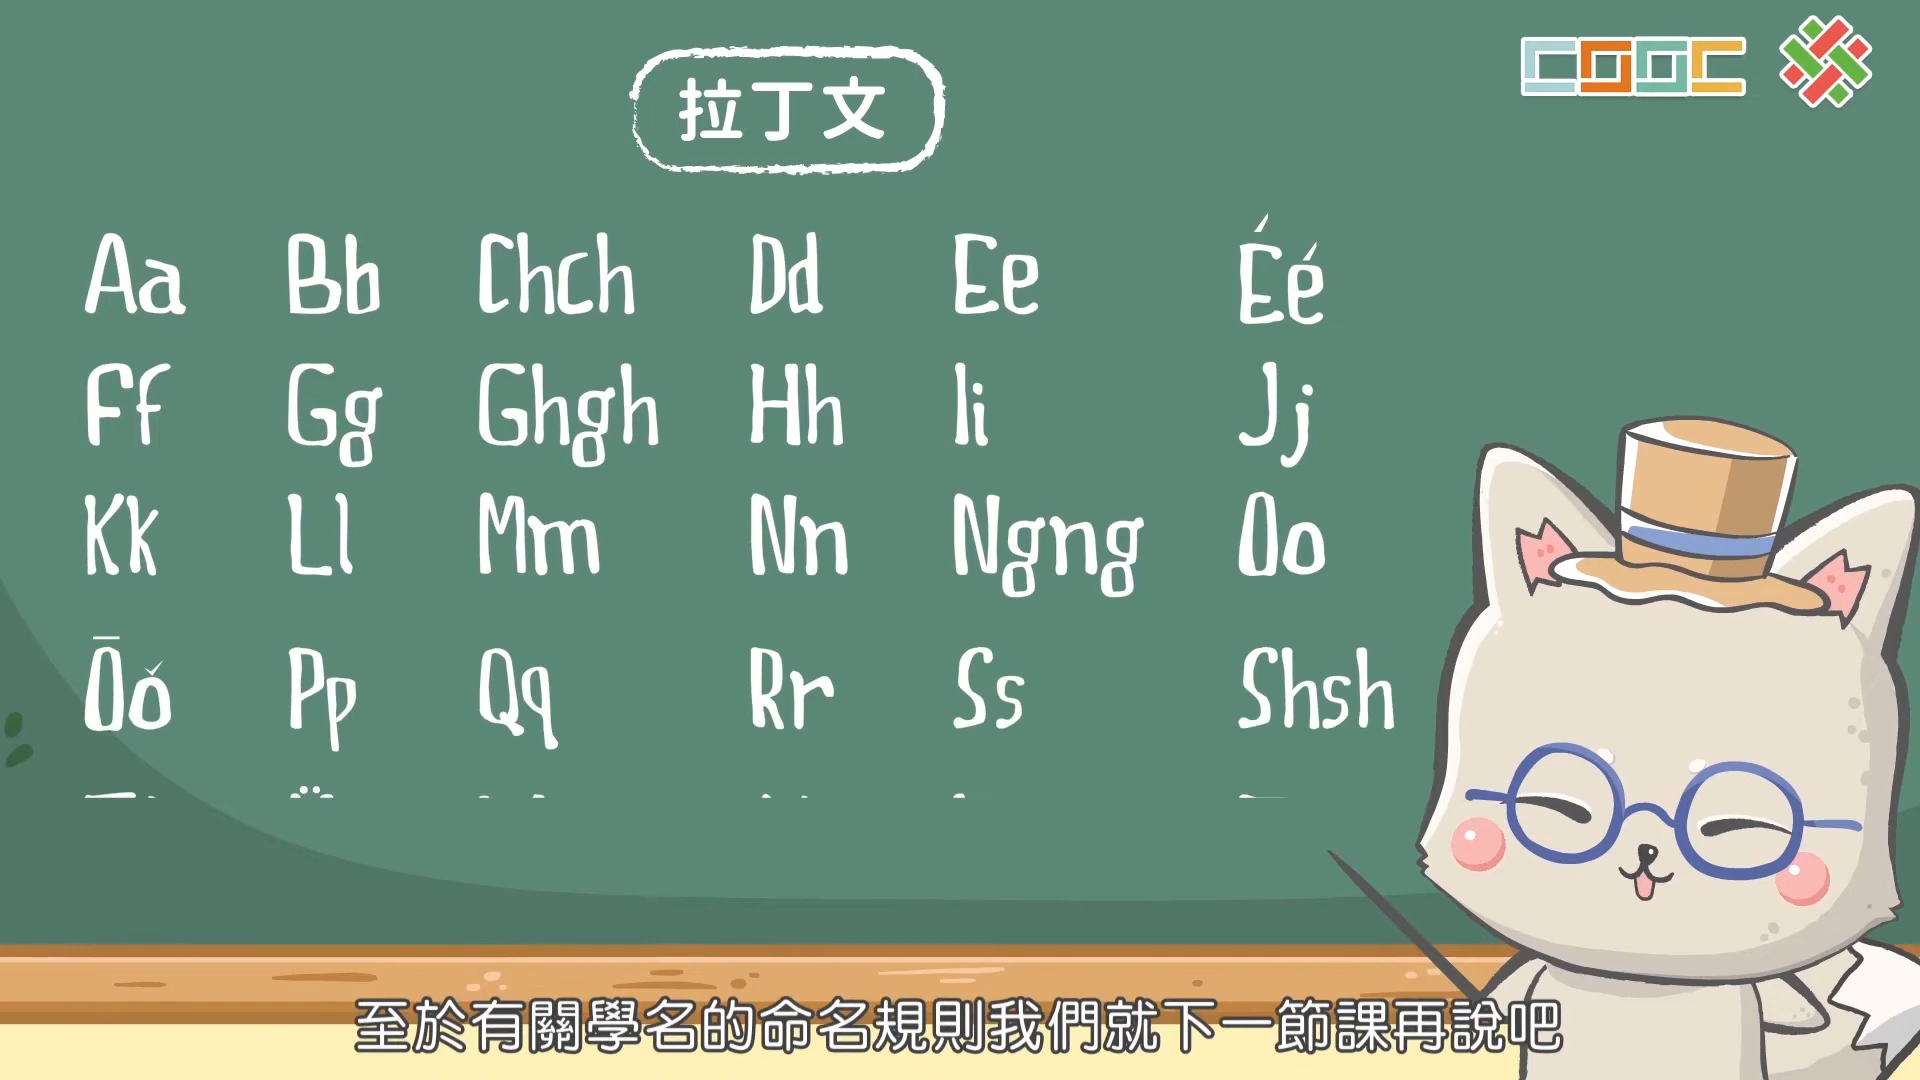 COOC
拉丁文
Aa Bb Chch Dd Ee Éé
Ff Gg Ghgh Hh Ii Jj
Kk Ll Mm Nn Ngng Oo
Ōǒ Pp Qq Rr Ss Shsh
至於有關學名的命名規則我們就下一節課再說吧